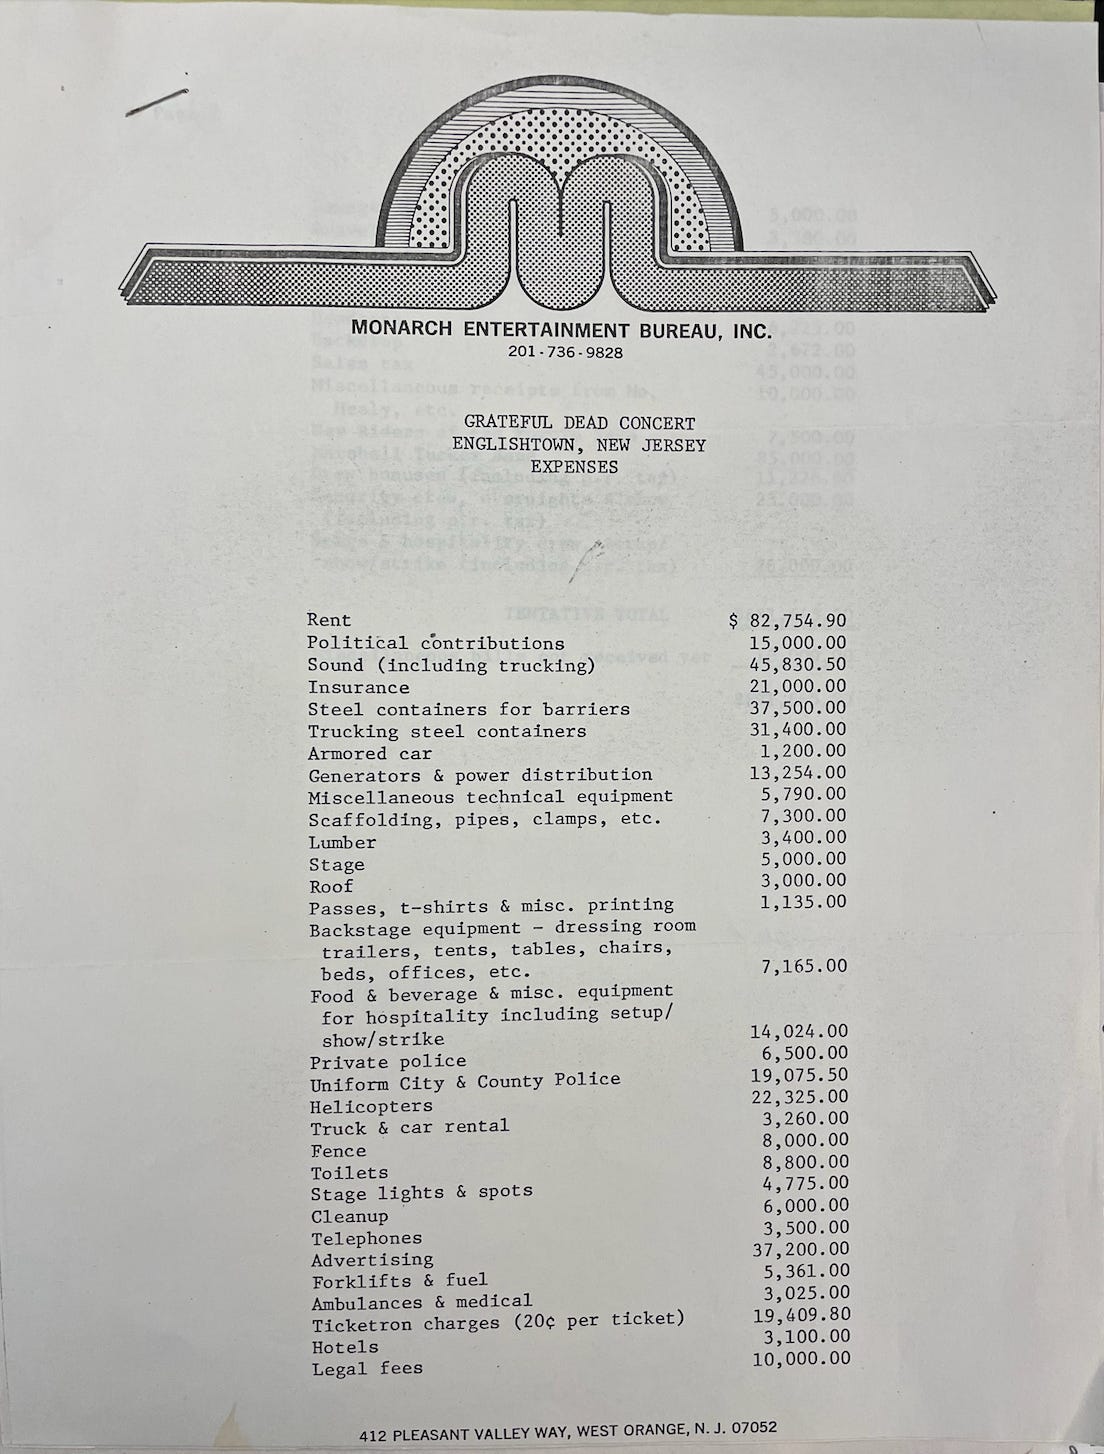 MONARCH ENTERTAINMENT BUREAU, INC.
201-736-9828
GRATEFUL DEAD CONCERT
ENGLISHTOWN, NEW JERSEY
EXPENSES
Rent $ 82,754.90
Political contributions 15,000.00
Sound (including trucking) 45,830.50
Insurance 21,000.00
Steel containers for barriers 37,500.00
Trucking steel containers 31,400.00
Armored car 1,200.00
Generators & power distribution 13,254.00
Miscellaneous technical equipment 5,790.00
Scaffolding, pipes, clamps, etc. 7,300.00
Lumber 3,400.00
Stage 5,000.00
Roof 3,000.00
Passes, t-shirts & misc. printing 1,135.00
Backstage equipment - dressing room
trailers, tents, tables, chairs,
beds, offices, etc. 7,165.00
Food & beverage & misc. equipment
for hospitality including setup/
show/strike 14,024.00
Private police 6,500.00
Uniform City & County Police 19,075.50
Helicopters 22,325.00
Truck & car rental 3,260.00
Fence 8,000.00
Toilets 8,800.00
Stage lights & spots 4,775.00
Cleanup 6,000.00
Telephones 3,500.00
Advertising 37,200.00
Forklifts & fuel 5,361.00
Ambulances & medical 3,025.00
Ticketron charges (20¢ per ticket) 19,409.80
Hotels 3,100.00
Legal fees 10,000.00
412 PLEASANT VALLEY WAY, WEST ORANGE, N.J. 07052